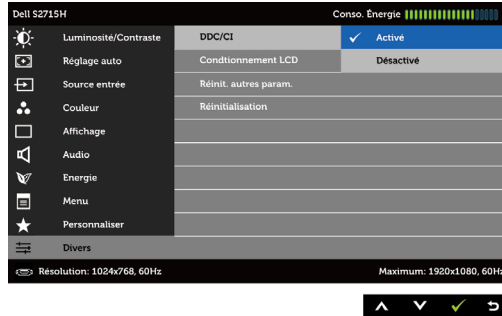 Dell S2715H Conso. Énergie
Luminosité/Contraste DDC/CI Activé
Réglage auto Condtionnement LCD Désactivé
Source entrée Réinit. autres param.
Couleur Réinitialisation
Affichage
Audio
Energie
Menu
Personnaliser
Divers
Résolution: 1024x768, 60Hz Maximum: 1920x1080, 60Hz